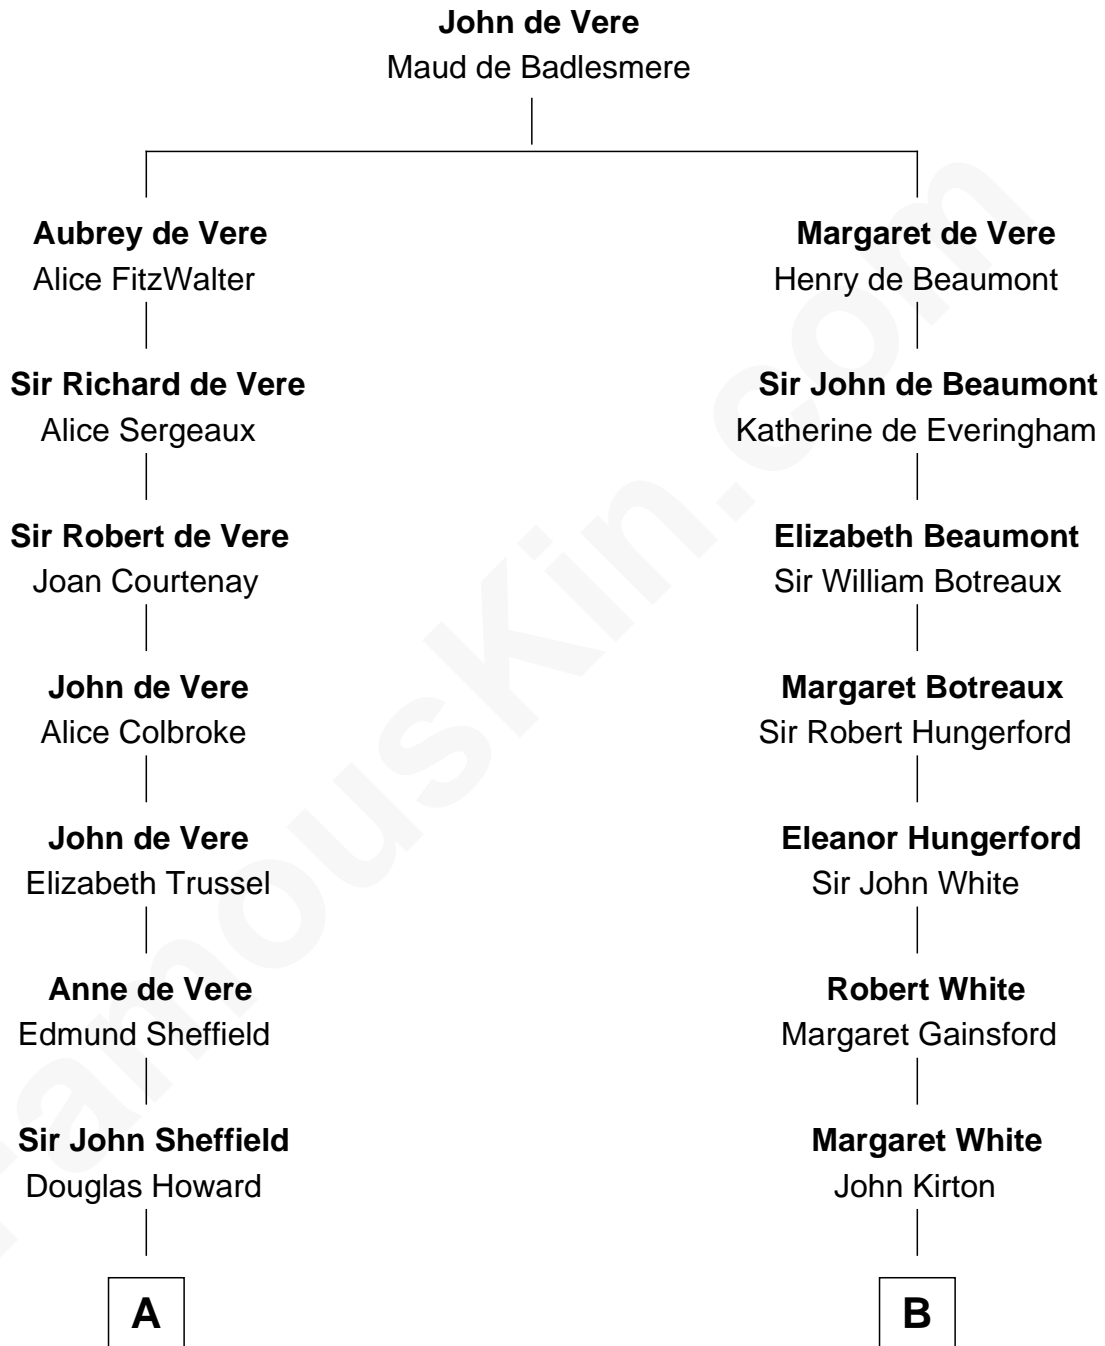 John de Vere
Maud de Badlesmere
Aubrey de Vere
Alice FitzWalter
Margaret de Vere
Henry de Beaumont
Sir Richard de Vere
Alice Sergeaux
Sir John de Beaumont
Katherine de Everingham
Sir Robert de Vere
Joan Courtenay
Elizabeth Beaumont
Sir William Botreaux
John de Vere
Alice Colbroke
Margaret Botreaux
Sir Robert Hungerford
John de Vere
Elizabeth Trussel
Eleanor Hungerford
Sir John White
Anne de Vere
Edmund Sheffield
Robert White
Margaret Gainsford
Sir John Sheffield
Douglas Howard
Margaret White
John Kirton
A
B
FamousKin.com